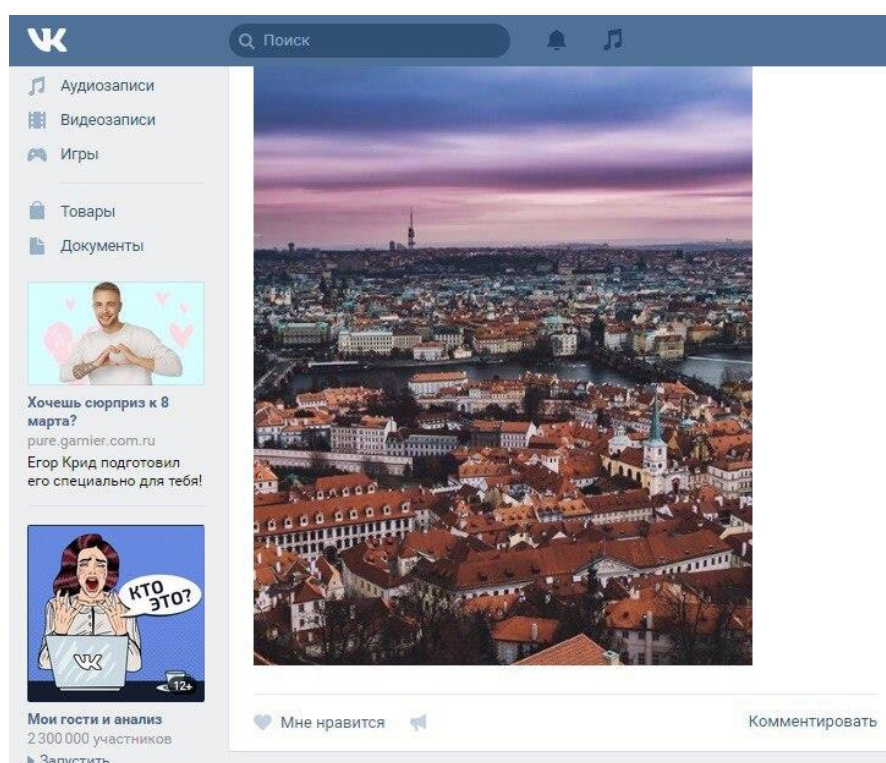 VK
Поиск
Аудиозаписи
Видеозаписи
Игры
Товары
Документы
Хочешь сюрприз к 8
марта?
pure.garnier.com.ru
Егор Крид подготовил
его специально для тебя!
КТО
ЭТО?
VK
12+
Мои гости и анализ
2 300 000 участников
Запустить
Мне нравится
Комментировать